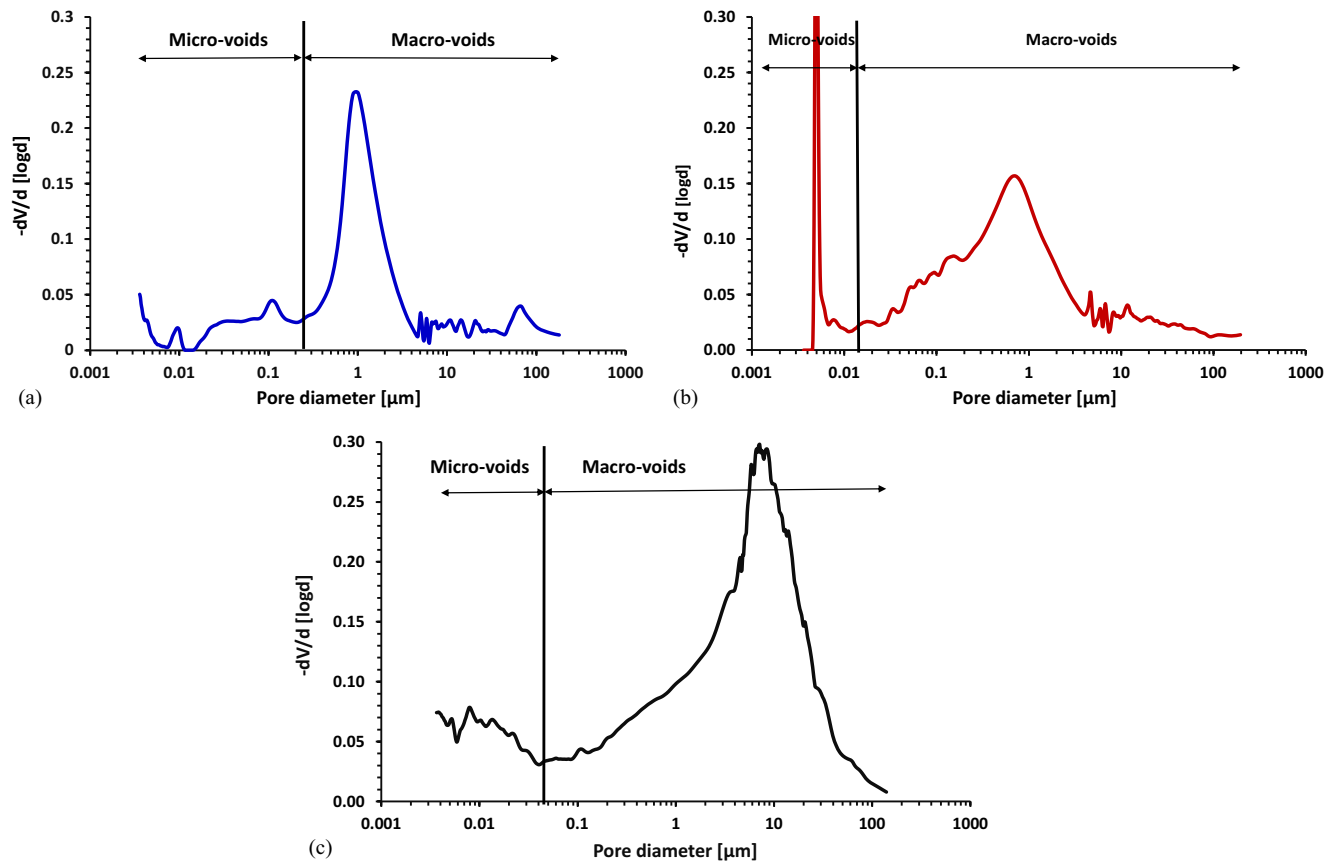 0.3
0.25
0.2
0.15
0.1
0.05
0
-dV/d [logd]
Micro-voids
Macro-voids
0.001
0.01
0.1
1
10
100
1000
Pore diameter [µm]
(a)
0.30
0.25
0.20
0.15
0.10
0.05
0.00
-dV/d [logd]
Micro-voids
Macro-voids
0.001
0.01
0.1
1
10
100
1000
Pore diameter [µm]
(b)
0.30
0.25
0.20
0.15
0.10
0.05
0.00
-dV/d [logd]
Micro-voids
Macro-voids
0.001
0.01
0.1
1
10
100
1000
Pore diameter [µm]
(c)